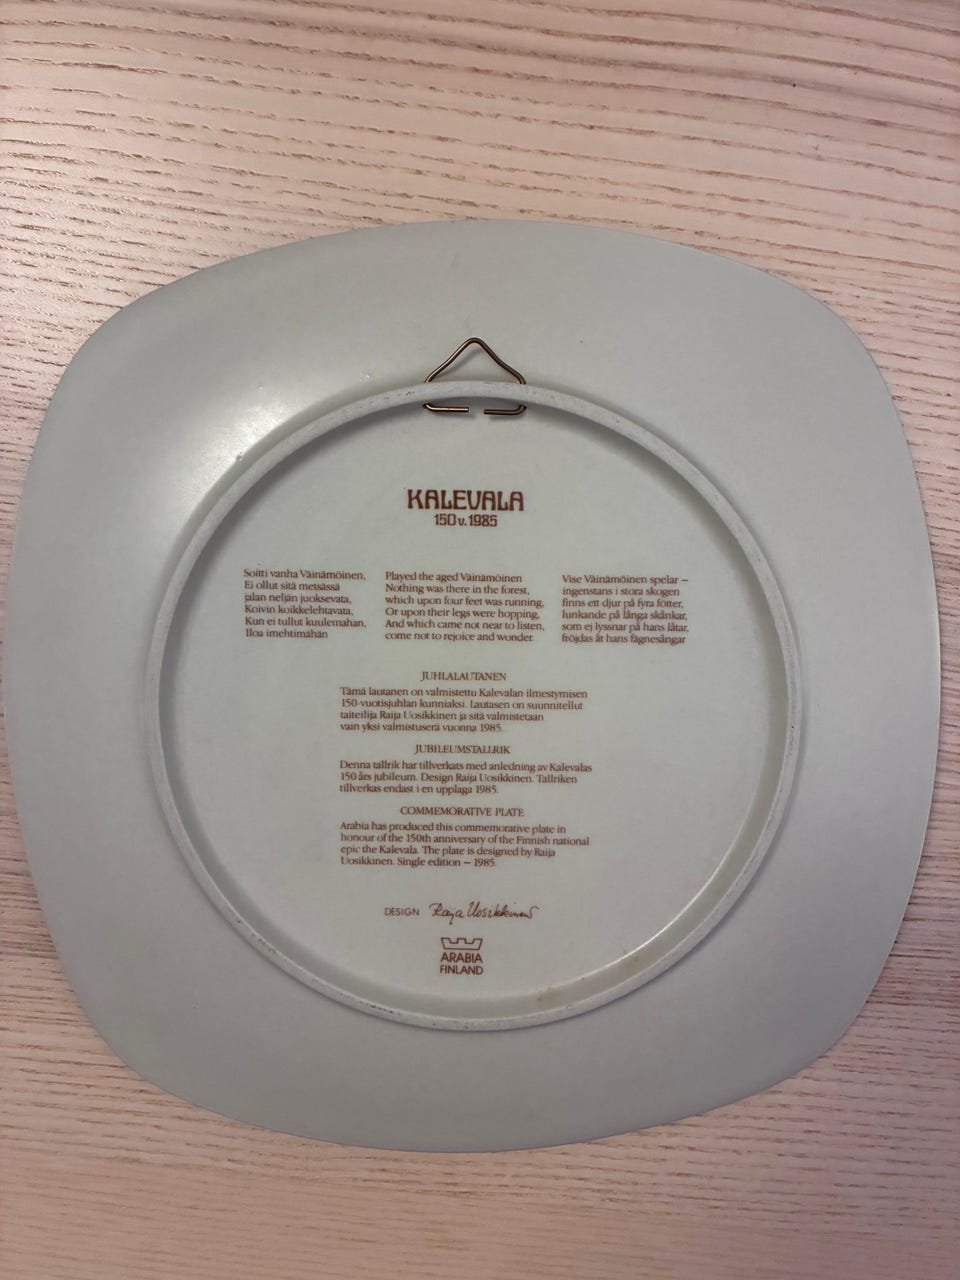 KALEVALA
150 v. 1985
Soitti vanha Väinämöinen,
Ei ollut sitä metsässä
jalan neljän juoksevata,
Koivin koikkelehtavata,
Kun ei tullut kuulemahan,
Iloa imehtimähän
Played the aged Väinämöinen
Nothing was there in the forest,
which upon four feet was running,
Or upon their legs were hopping,
And which came not near to listen,
come not to rejoice and wonder.
Vise Väinämöinen spelar –
ingenstans i stora skogen
finns ett djur på fyra fötter,
lunkande på långa skånkar,
som ej lyssnar på hans låtar,
fröjdas åt hans fägnesångar
JUHLALAUTANEN
Tämä lautanen on valmistettu Kalevalan ilmestymisen
150-vuotisjuhlan kunniaksi. Lautasen on suunnitellut
taiteilija Raija Uosikkinen ja sitä valmistetaan
vain yksi valmistuserä vuonna 1985.
JUBILEUMSTALLRIK
Denna tallrik har tillverkats med anledning av Kalevalas
150 års jubileum. Design Raija Uosikkinen. Tallriken
tillverkas endast i en upplaga 1985.
COMMEMORATIVE PLATE
Arabia has produced this commemorative plate in
honour of the 150th anniversary of the Finnish national
epic the Kalevala. The plate is designed by Raija
Uosikkinen. Single edition – 1985.
DESIGN Raija Uosikkinen
ARABIA
FINLAND